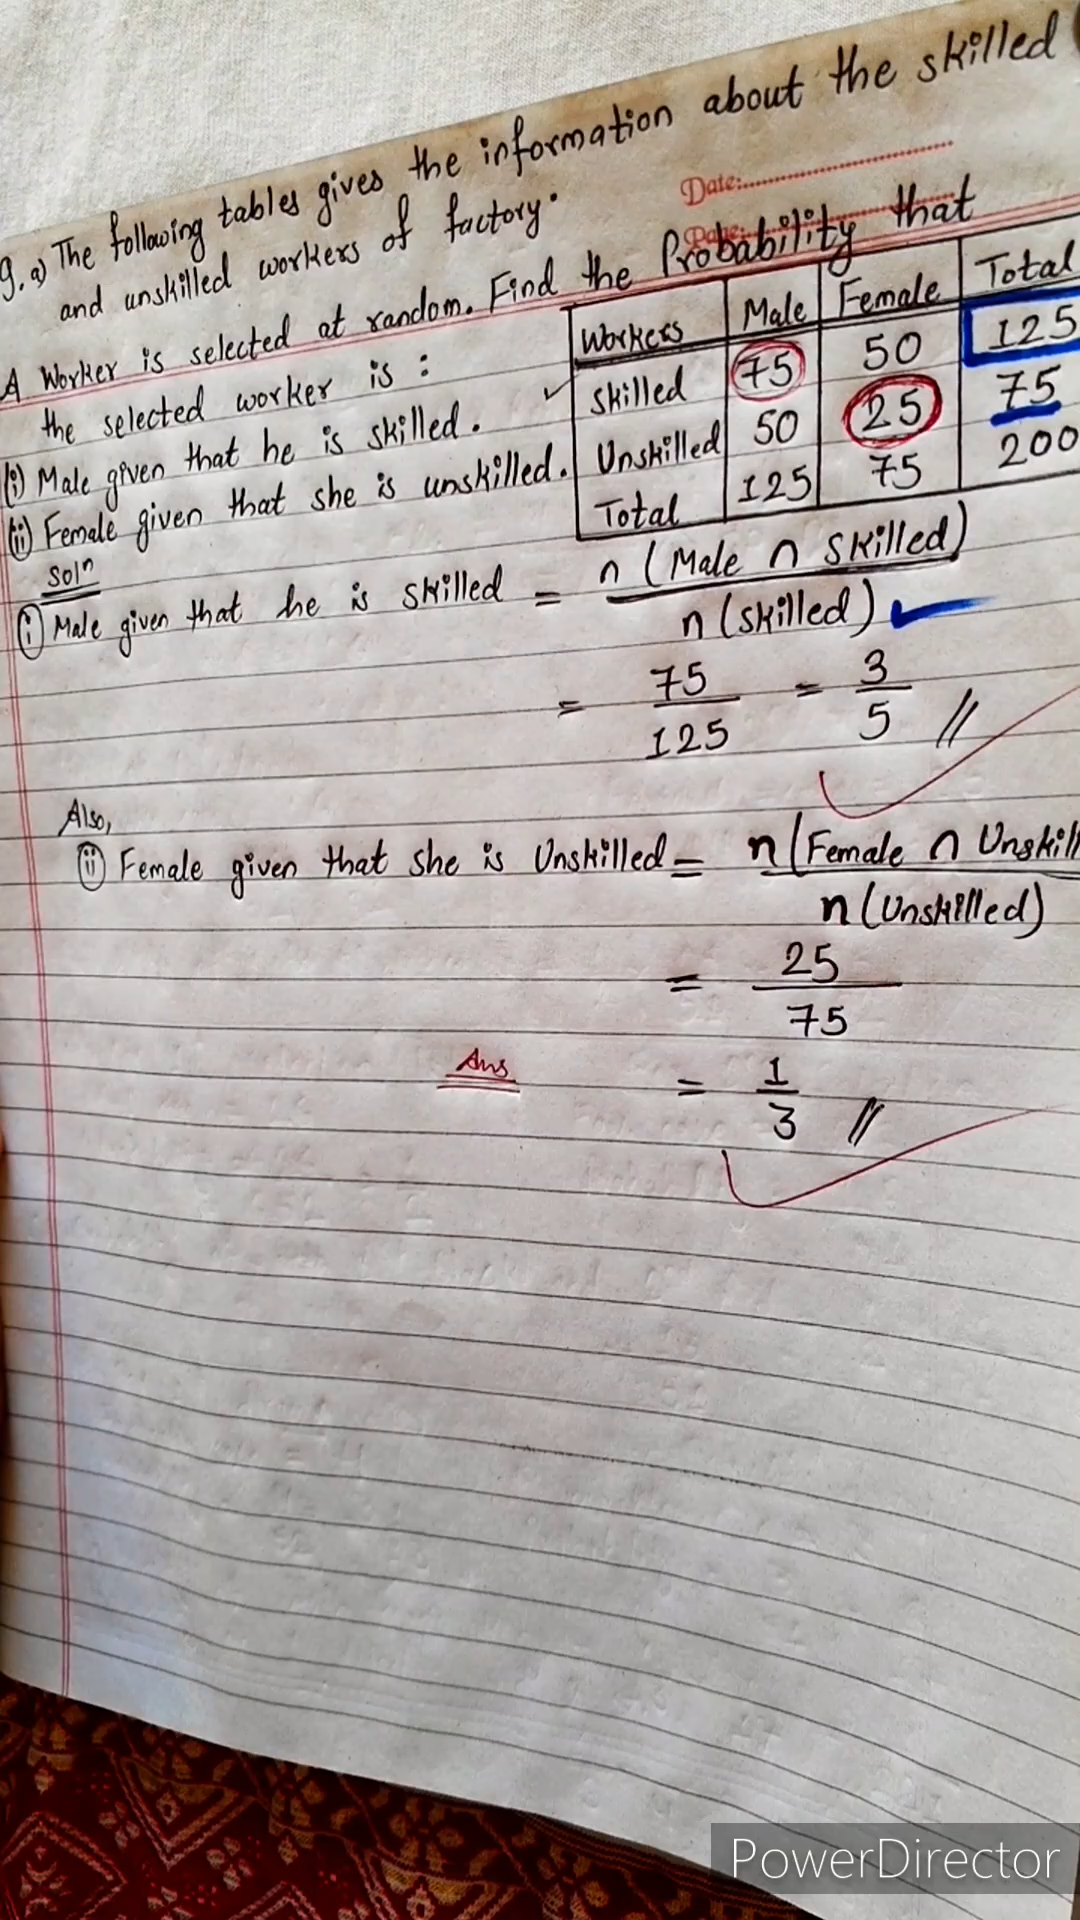 9. a) The following tables gives the information about the skilled
and unskilled workers of factory.
Date:
A Worker is selected at random. Find the Probability that
the selected worker is :
(i) Male given that he is skilled.
(ii) Female given that she is unskilled.
Workers Male Female Total
Skilled 75 50 125
Unskilled 50 25 75
Total 125 75 200
Soln
(i) Male given that he is skilled = n (Male ∩ Skilled)
n (skilled)
= 75 = 3
125 5 //
Also,
(ii) Female given that she is Unskilled = n (Female ∩ Unskill
n (Unskilled)
= 25
75
Ans = 1
3 //
PowerDirector